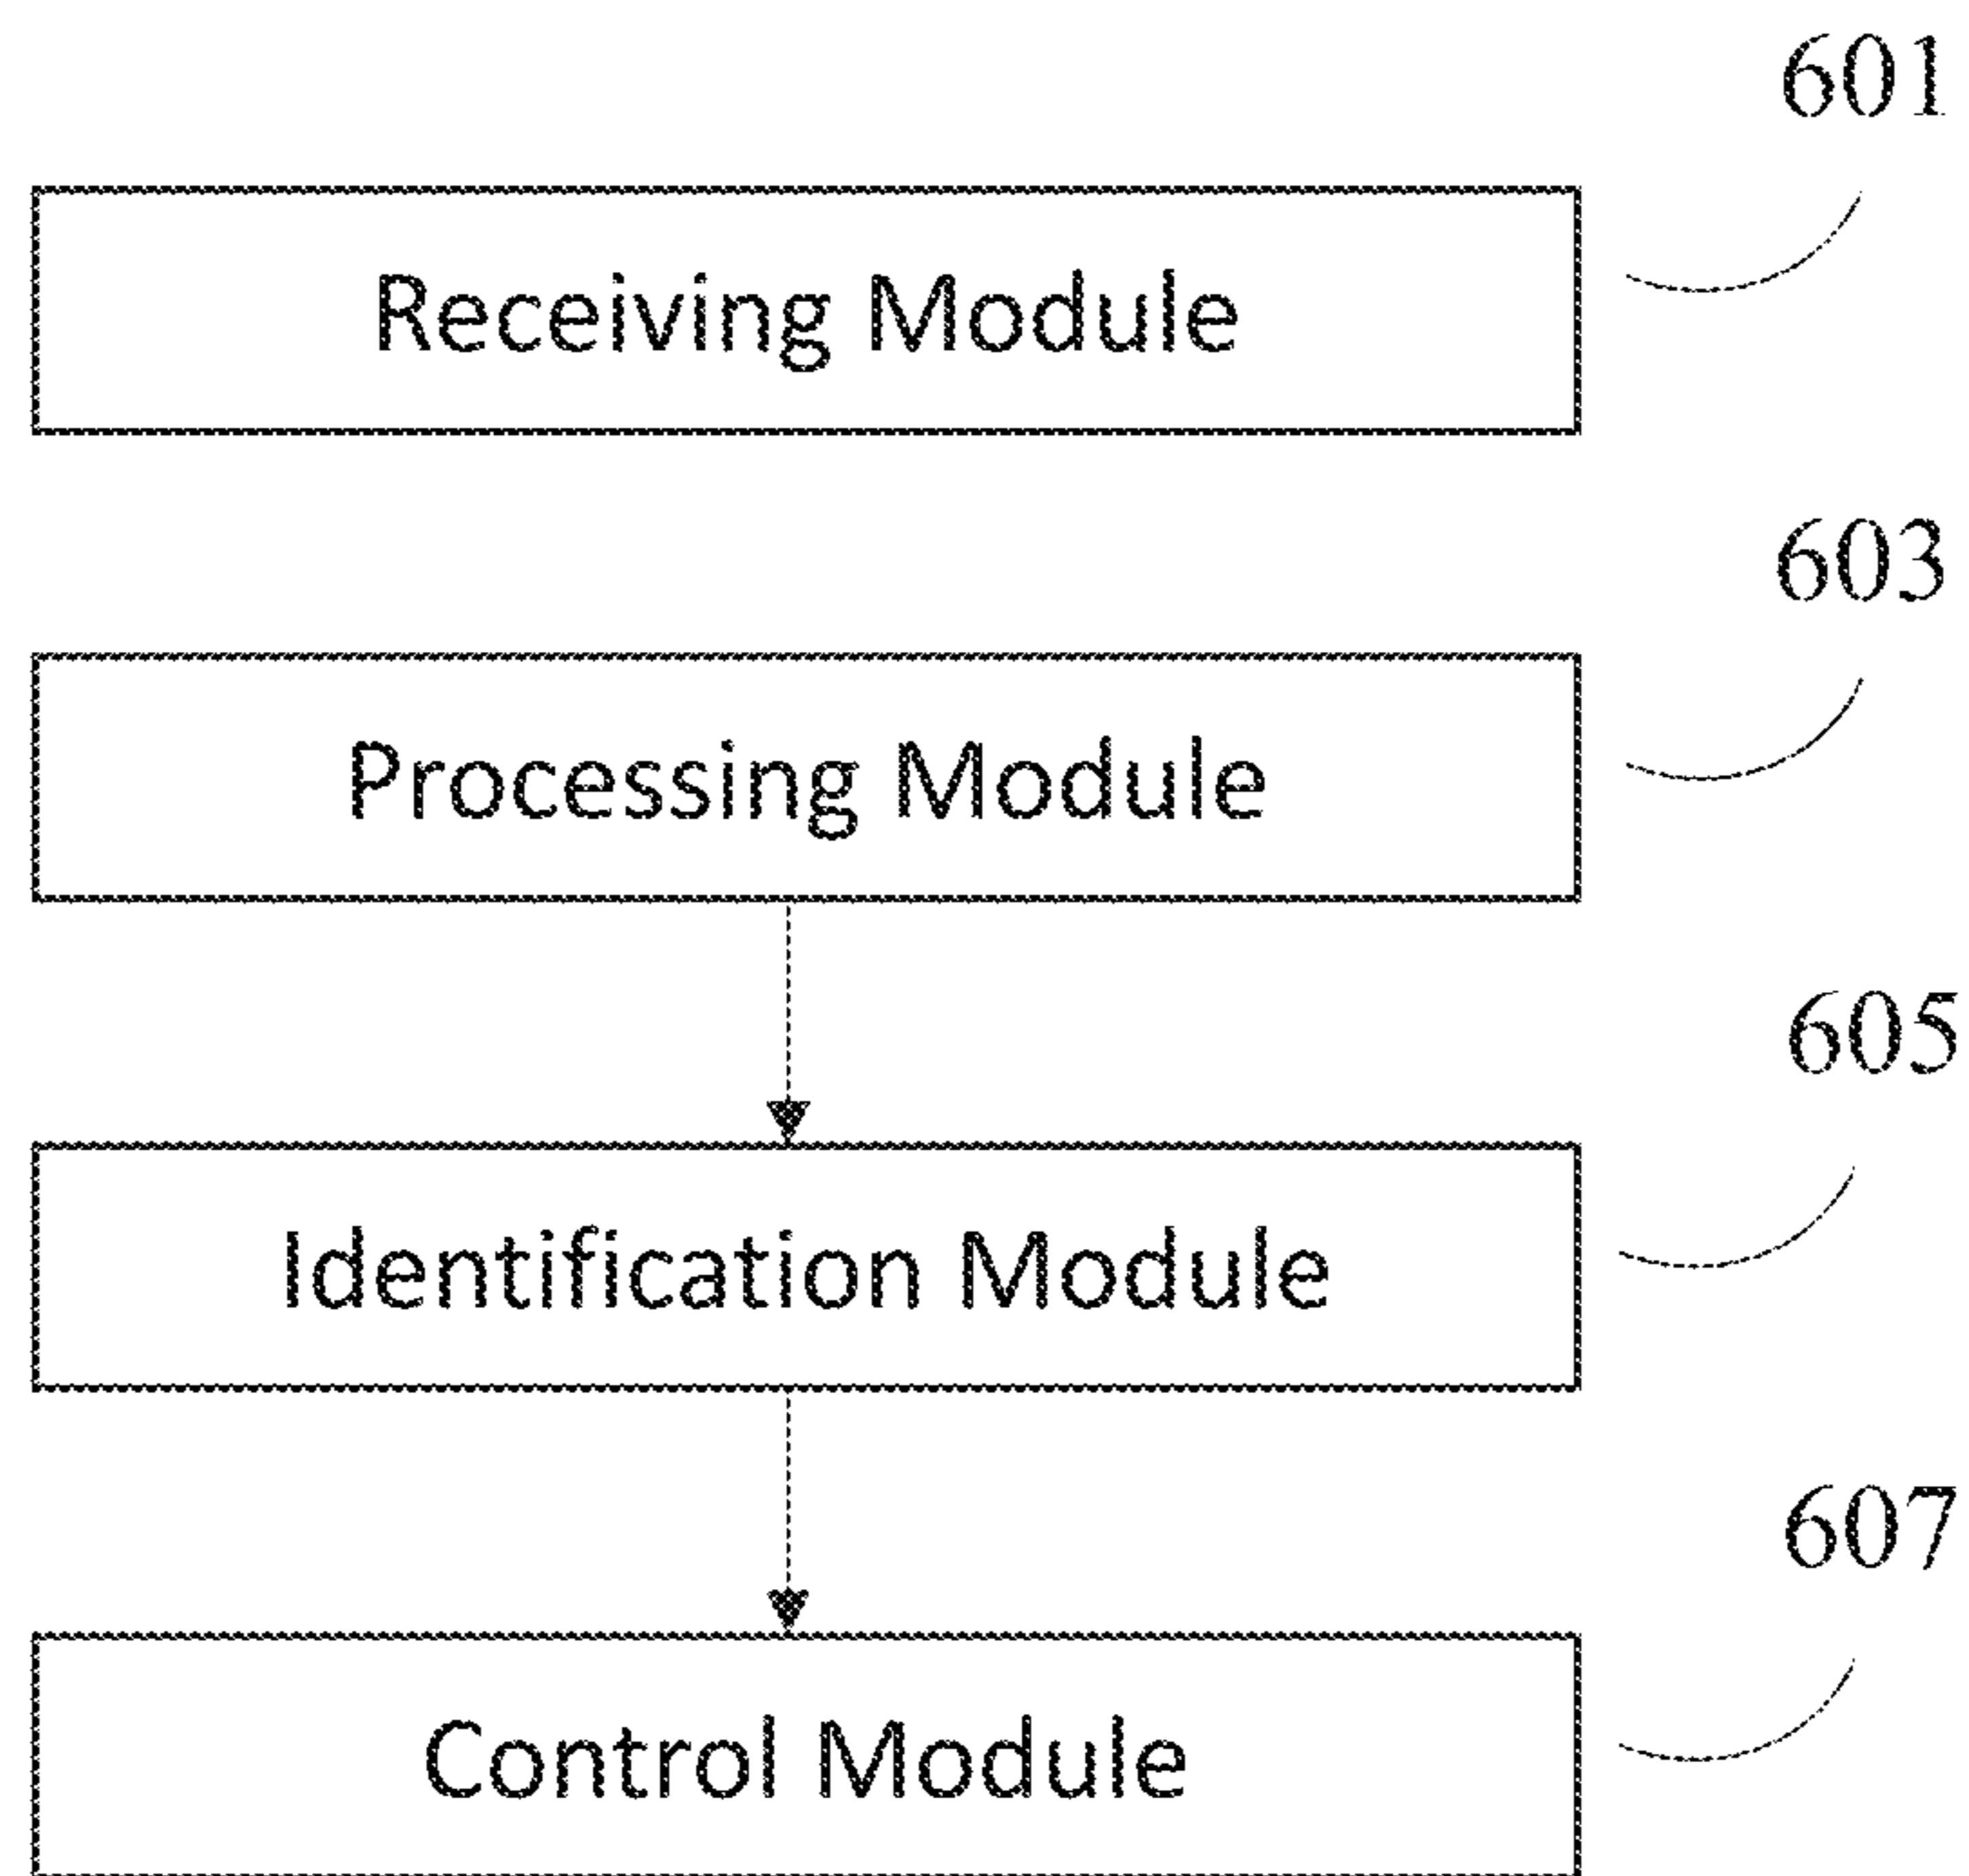 601
Receiving Module
603
Processing Module
605
Identification Module
607
Control Module